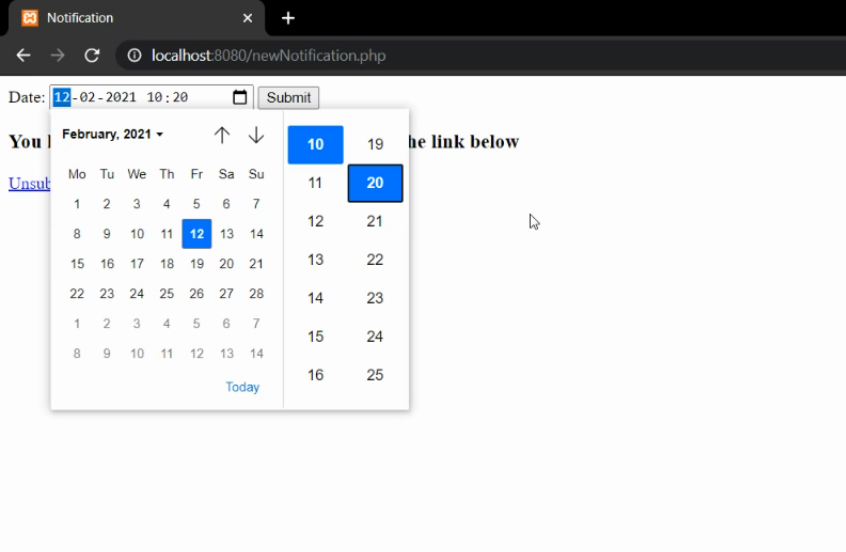 Notification
localhost:8080/newNotification.php
Date: 12-02-2021 10:20 Submit
February, 2021
Mo Tu We Th Fr Sa Su
1 2 3 4 5 6 7
8 9 10 11 12 13 14
15 16 17 18 19 20 21
22 23 24 25 26 27 28
1 2 3 4 5 6 7
8 9 10 11 12 13 14
Today
10 19
11 20
12 21
13 22
14 23
15 24
16 25
You
link below